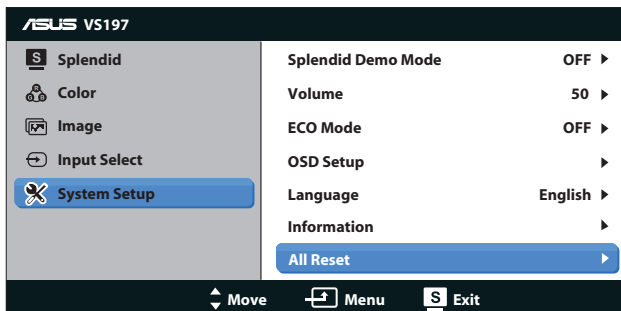 ASUS VS197
S Splendid
Color
Image
Input Select
System Setup
Splendid Demo Mode OFF
Volume 50
ECO Mode OFF
OSD Setup
Language English
Information
All Reset
Move Menu S Exit